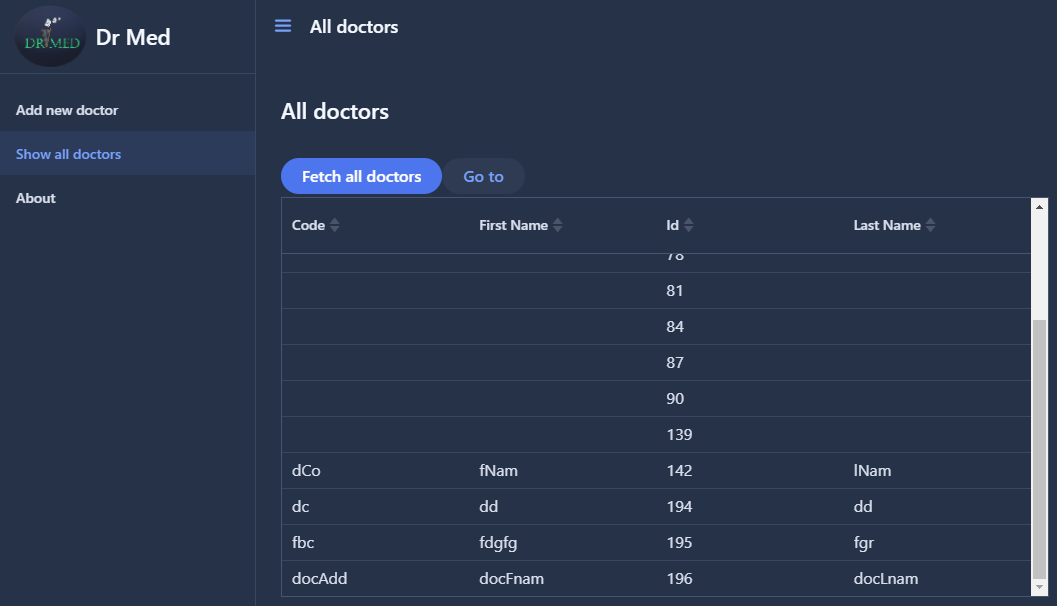 DR MED
Dr Med
All doctors
Add new doctor
Show all doctors
About
All doctors
Fetch all doctors Go to
Code First Name Id Last Name
78
81
84
87
90
139
dCo fNam 142 lNam
dc dd 194 dd
fbc fdgfg 195 fgr
docAdd docFnam 196 docLnam